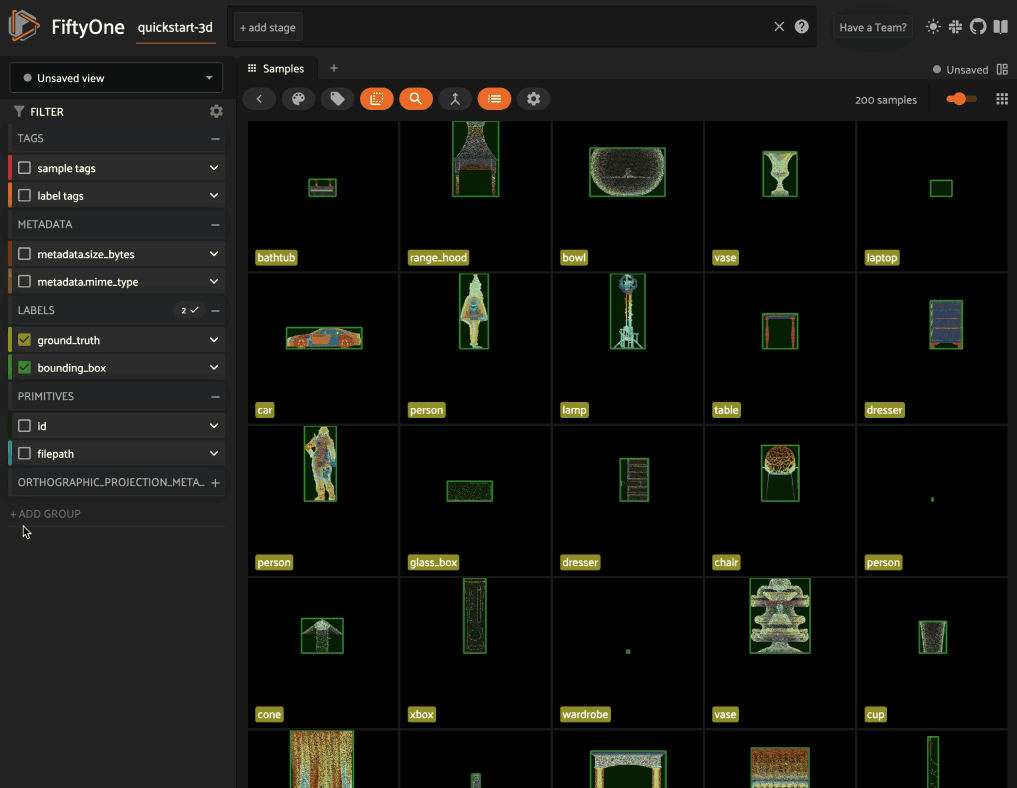 FiftyOne quickstart-3d + add stage Have a Team?
Unsaved view
Samples
Unsaved
FILTER
200 samples
TAGS
sample tags
label tags
METADATA
metadata.size_bytes
metadata.mime_type
LABELS 2
ground_truth
bounding_box
PRIMITIVES
id
filepath
ORTHOGRAPHIC_PROJECTION_META...
+ ADD GROUP
bathtub range_hood bowl vase laptop
car person lamp table dresser
person glass_box dresser chair person
cone xbox wardrobe vase cup